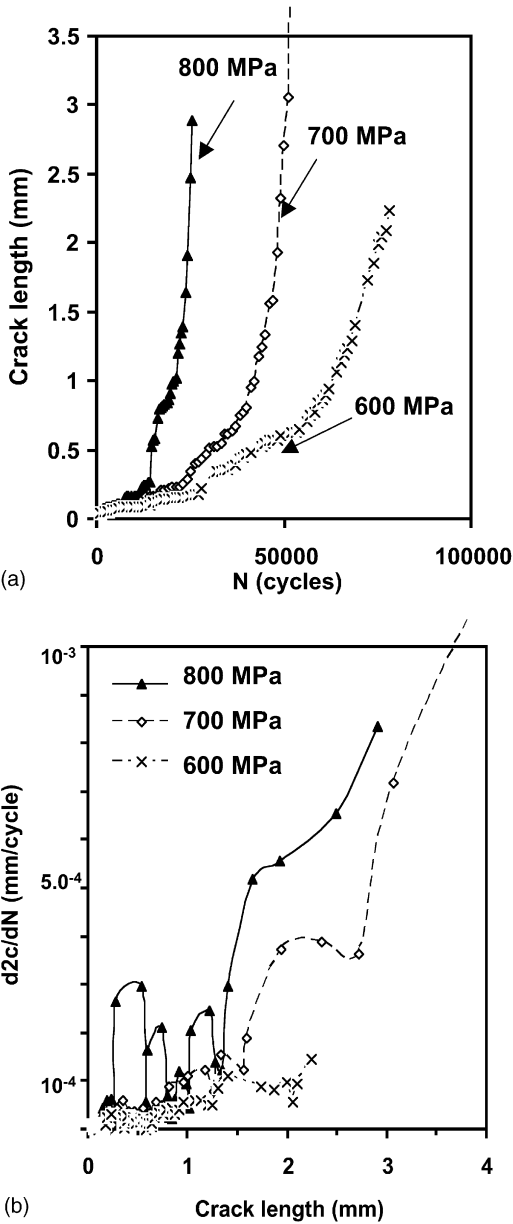 3.5
3
2.5
2
1.5
1
0.5
0
Crack length (mm)
800 MPa
700 MPa
600 MPa
0 50000 100000
N (cycles)
(a)
10-3
5.0-4
10-4
d2c/dN (mm/cycle)
800 MPa
700 MPa
600 MPa
0 1 2 3 4
Crack length (mm)
(b)